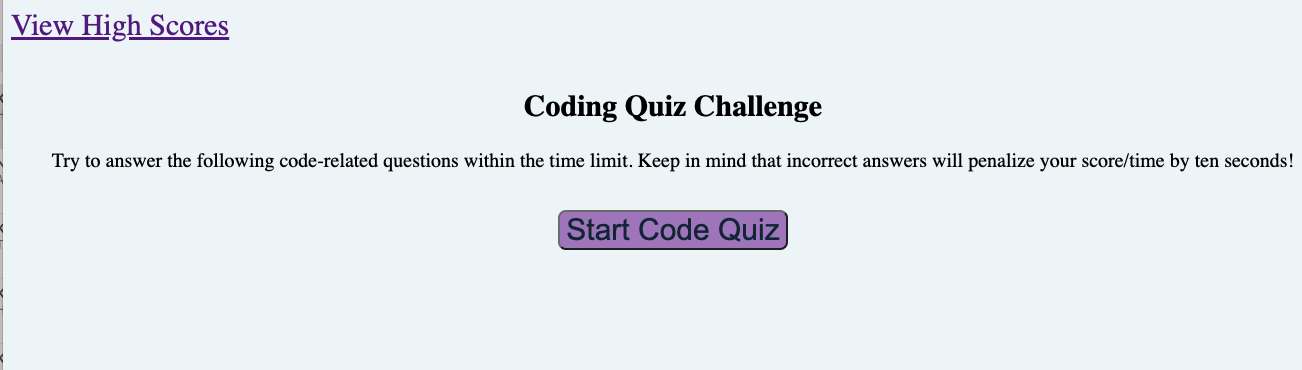 View High Scores
Coding Quiz Challenge
Try to answer the following code-related questions within the time limit. Keep in mind that incorrect answers will penalize your score/time by ten seconds!
Start Code Quiz